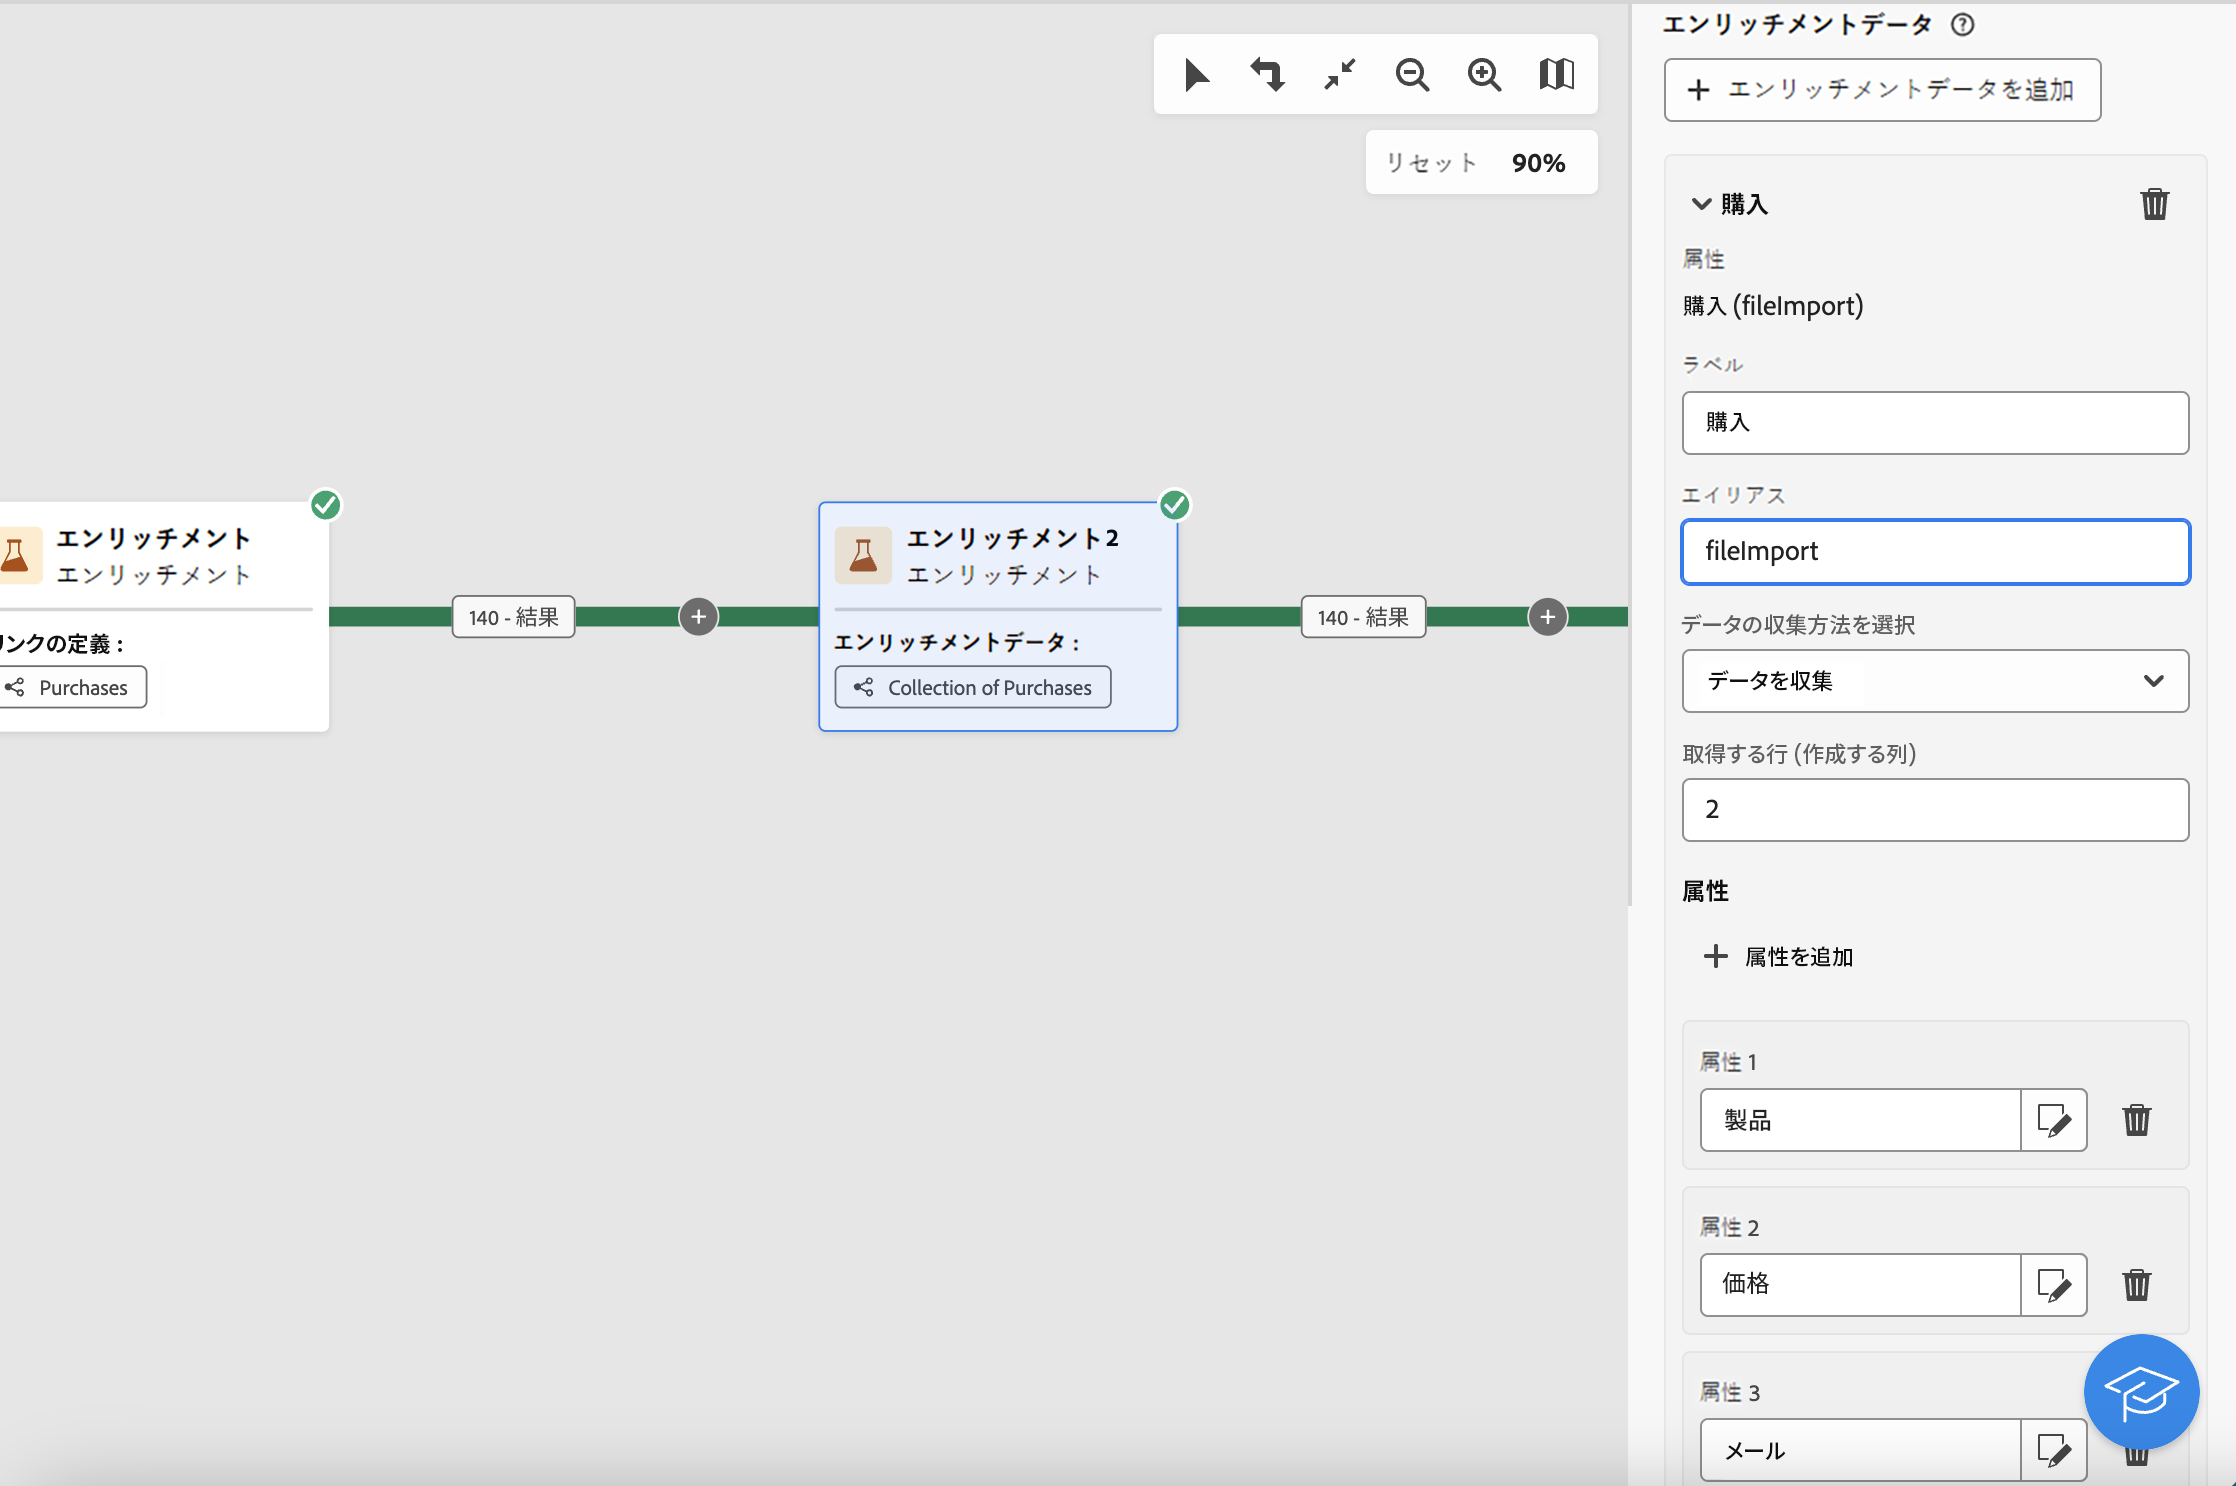 リセット 90%
エンリッチメント
エンリッチメント
リンクの定義：
Purchases
140 - 結果
エンリッチメント2
エンリッチメント
エンリッチメントデータ：
Collection of Purchases
140 - 結果
エンリッチメントデータ
エンリッチメントデータを追加
購入
属性
購入 (fileImport)
ラベル
購入
エイリアス
fileImport
データの収集方法を選択
データを収集
取得する行 (作成する列)
2
属性
属性を追加
属性 1
製品
属性 2
価格
属性 3
メール